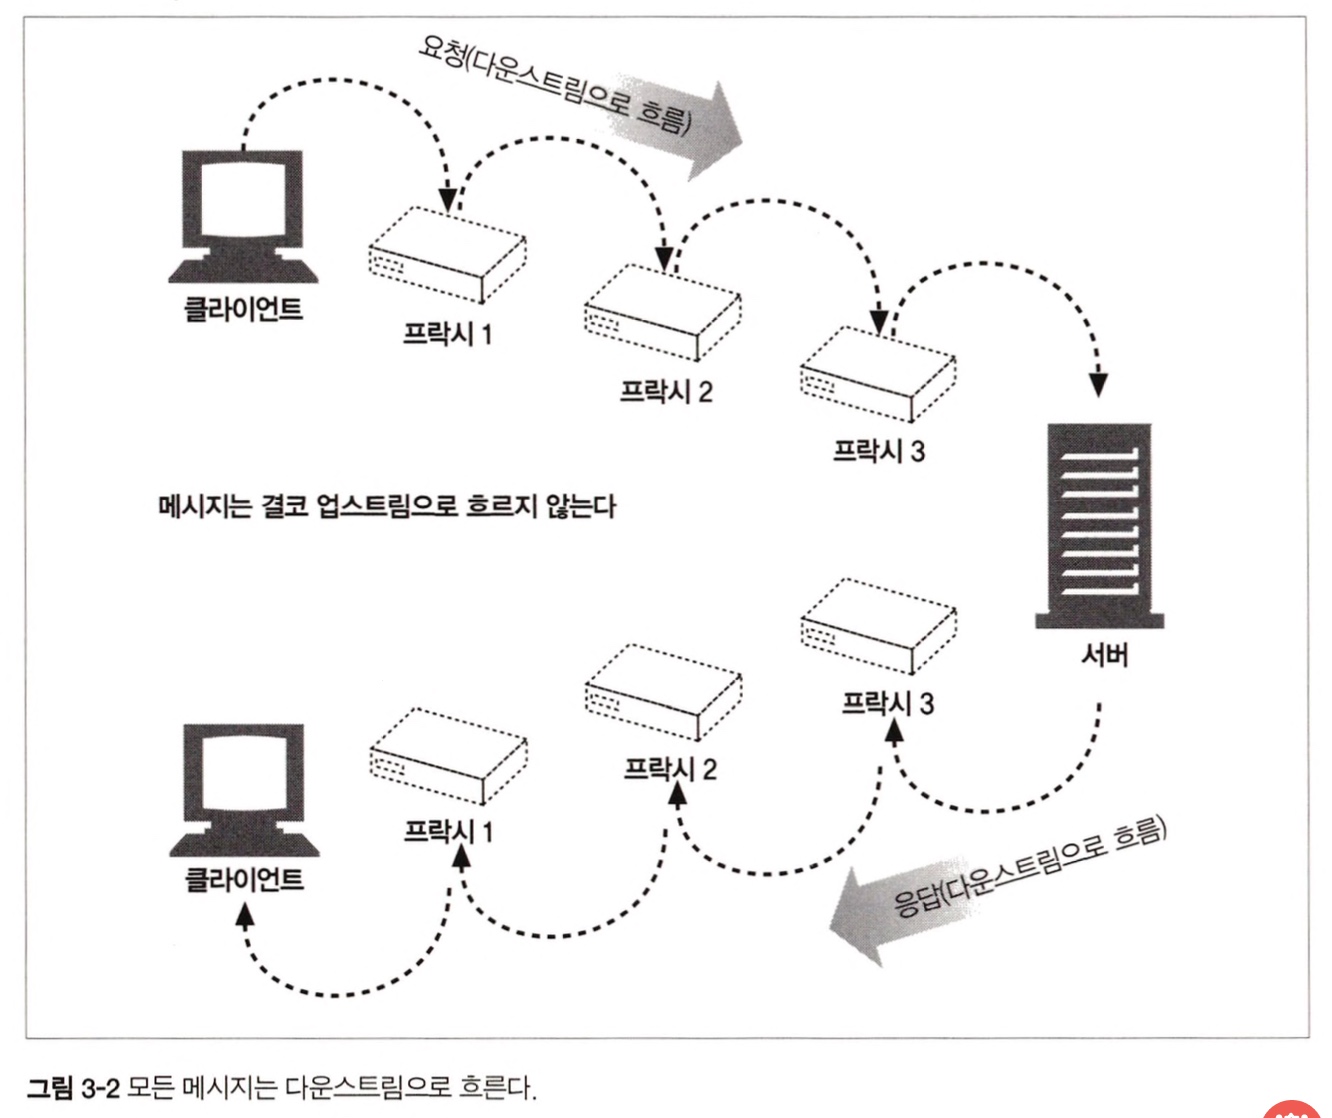 요청(다운스트림으로 흐름)
클라이언트
프락시 1
프락시 2
프락시 3
메시지는 결코 업스트림으로 흐르지 않는다
서버
프락시 3
프락시 2
프락시 1
클라이언트
응답(다운스트림으로 흐름)
그림 3-2 모든 메시지는 다운스트림으로 흐른다.